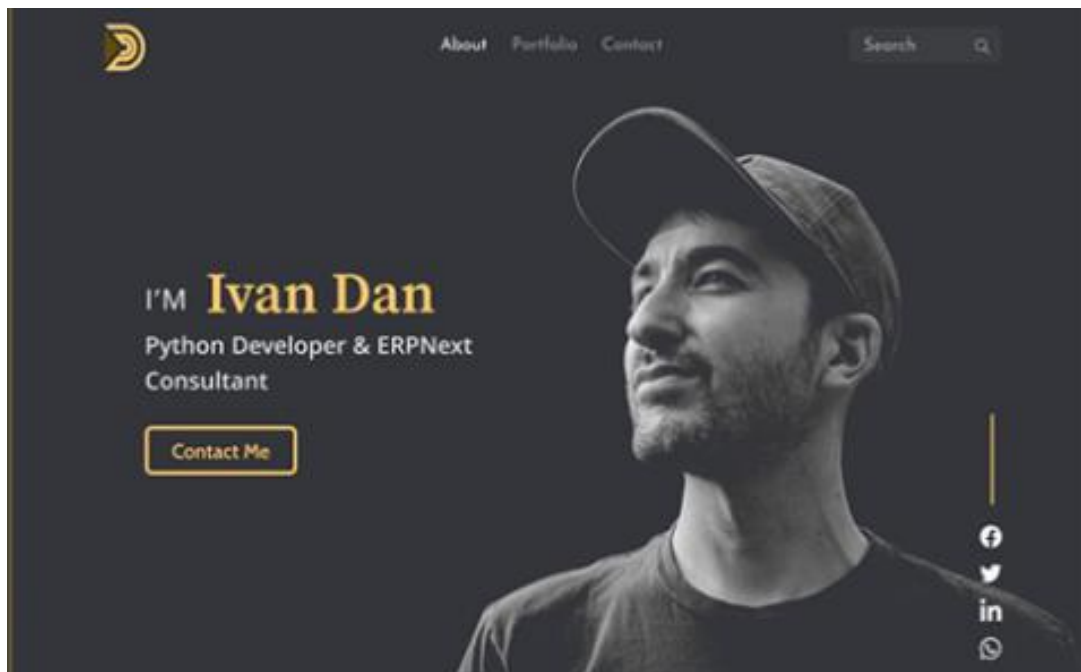 About Portfolio Contact Search
I'M Ivan Dan
Python Developer & ERPNext
Consultant
Contact Me
in